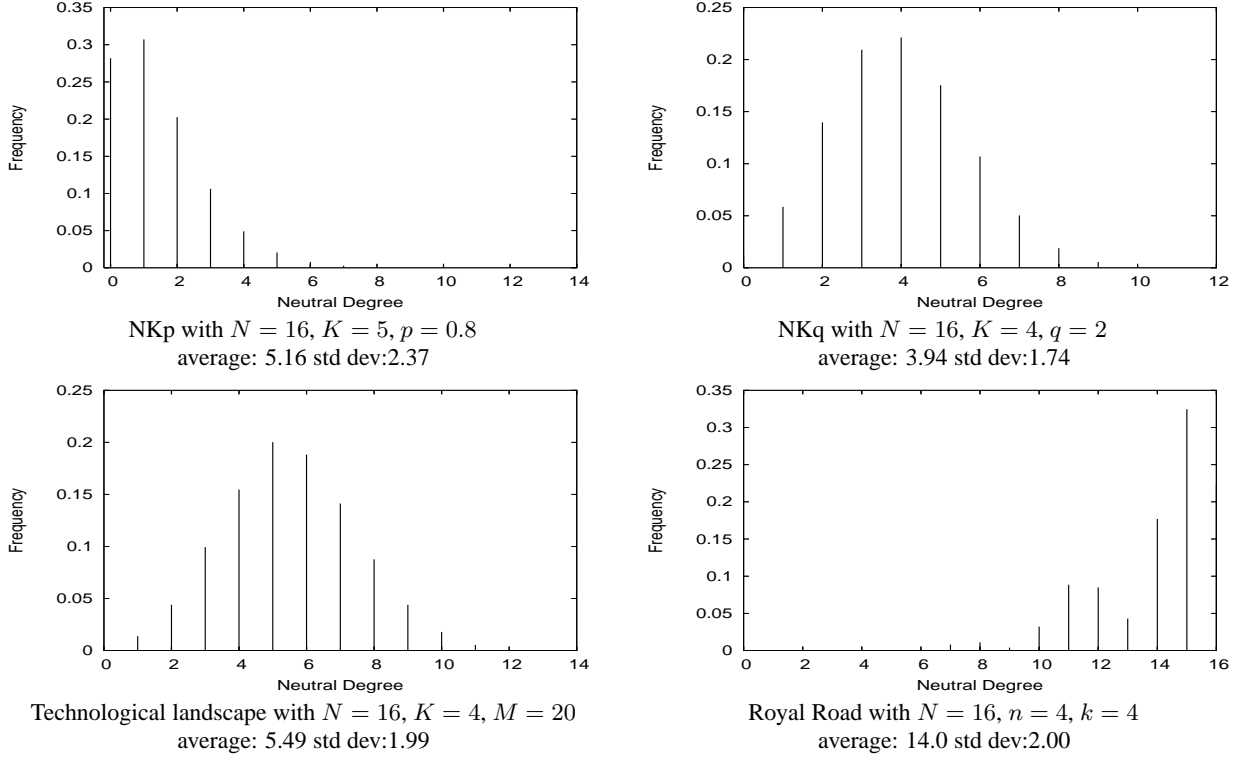 0.35
0.3
0.25
0.2
0.15
0.1
0.05
0
Frequency
0 2 4 6 8 10 12 14
Neutral Degree
NKp with N = 16, K = 5, p = 0.8
average: 5.16 std dev:2.37
0.25
0.2
0.15
0.1
0.05
0
Frequency
0 2 4 6 8 10 12
Neutral Degree
NKq with N = 16, K = 4, q = 2
average: 3.94 std dev:1.74
0.25
0.2
0.15
0.1
0.05
0
Frequency
0 2 4 6 8 10 12 14
Neutral Degree
Technological landscape with N = 16, K = 4, M = 20
average: 5.49 std dev:1.99
0.35
0.3
0.25
0.2
0.15
0.1
0.05
0
Frequency
0 2 4 6 8 10 12 14 16
Neutral Degree
Royal Road with N = 16, n = 4, k = 4
average: 14.0 std dev:2.00